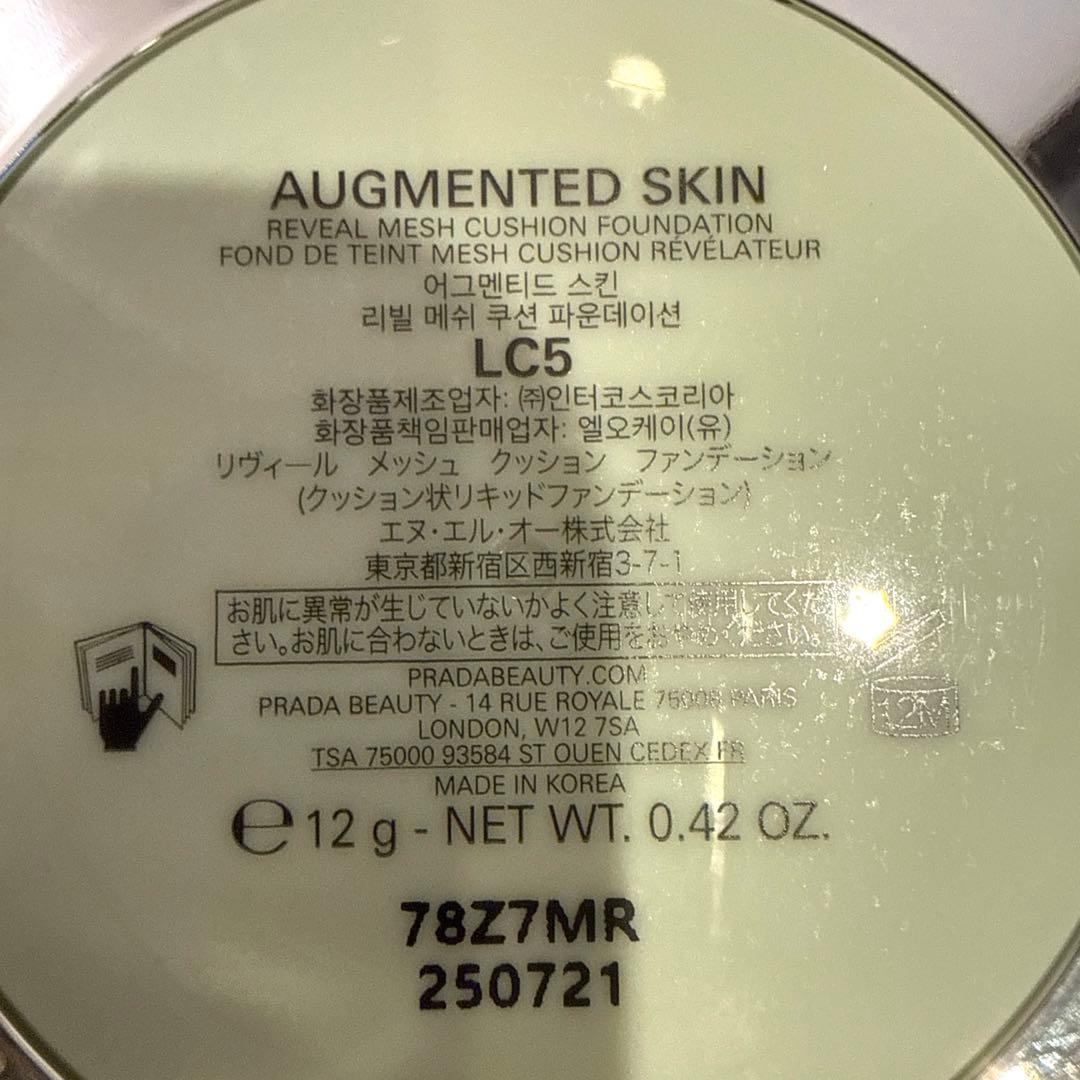 AUGMENTED SKIN
REVEAL MESH CUSHION FOUNDATION
FOND DE TEINT MESH CUSHION RÉVÉLATEUR
어그멘티드 스킨
리빌 메쉬 쿠션 파운데이션
LC5
화장품제조업자: ㈜인터코스코리아
화장품책임판매업자: 엘오케이(유)
リヴィール メッシュ クッション ファンデーション
(クッション状リキッドファンデーション)
エヌ・エル・オー株式会社
東京都新宿区西新宿3-7-1
お肌に異常が生じていないかよく注意して使用してくだ
さい。お肌に合わないときは、ご使用をおやめください。
PRADABEAUTY.COM
PRADA BEAUTY - 14 RUE ROYALE 75008 PARIS
LONDON, W12 7SA
TSA 75000 93584 ST OUEN CEDEX FR
12M
MADE IN KOREA
℮ 12 g - NET WT. 0.42 OZ.
78Z7MR
250721